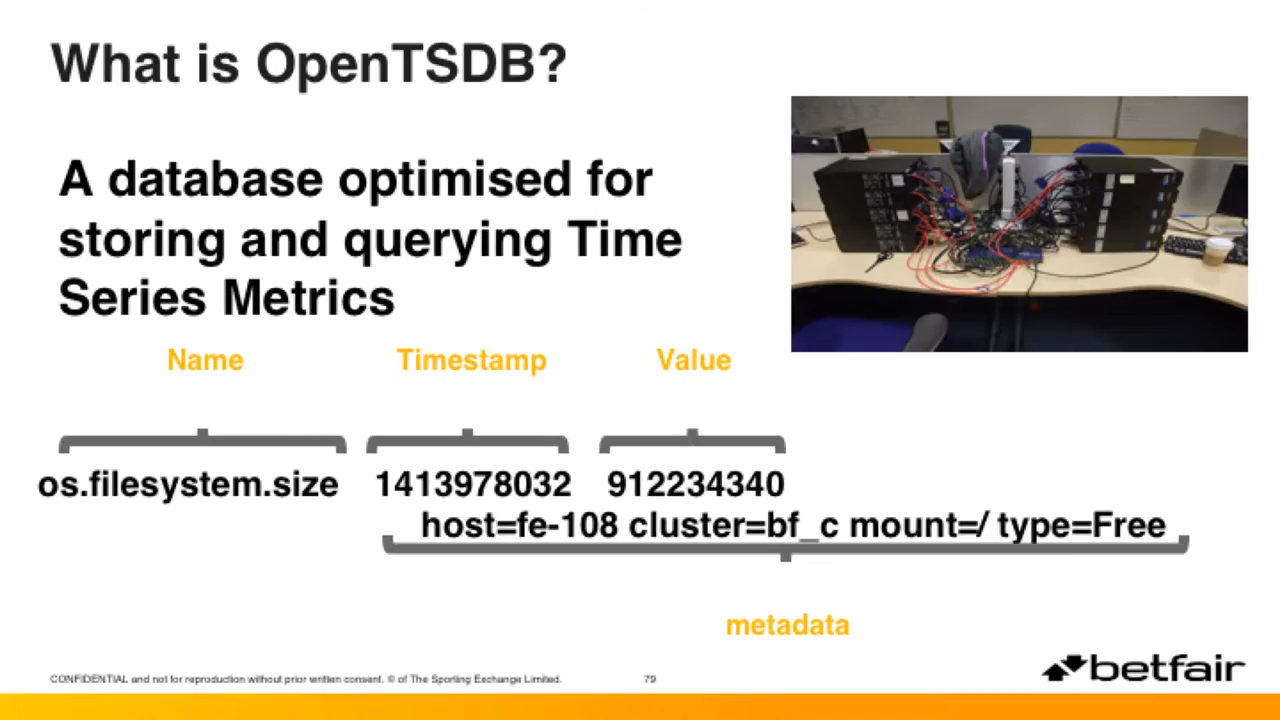 What is OpenTSDB?
A database optimised for
storing and querying Time
Series Metrics
Name Timestamp Value
os.filesystem.size 1413978032 912234340
host=fe-108 cluster=bf_c mount=/ type=Free
metadata
CONFIDENTIAL and not for reproduction without prior written consent. © of The Sporting Exchange Limited. 79
betfair